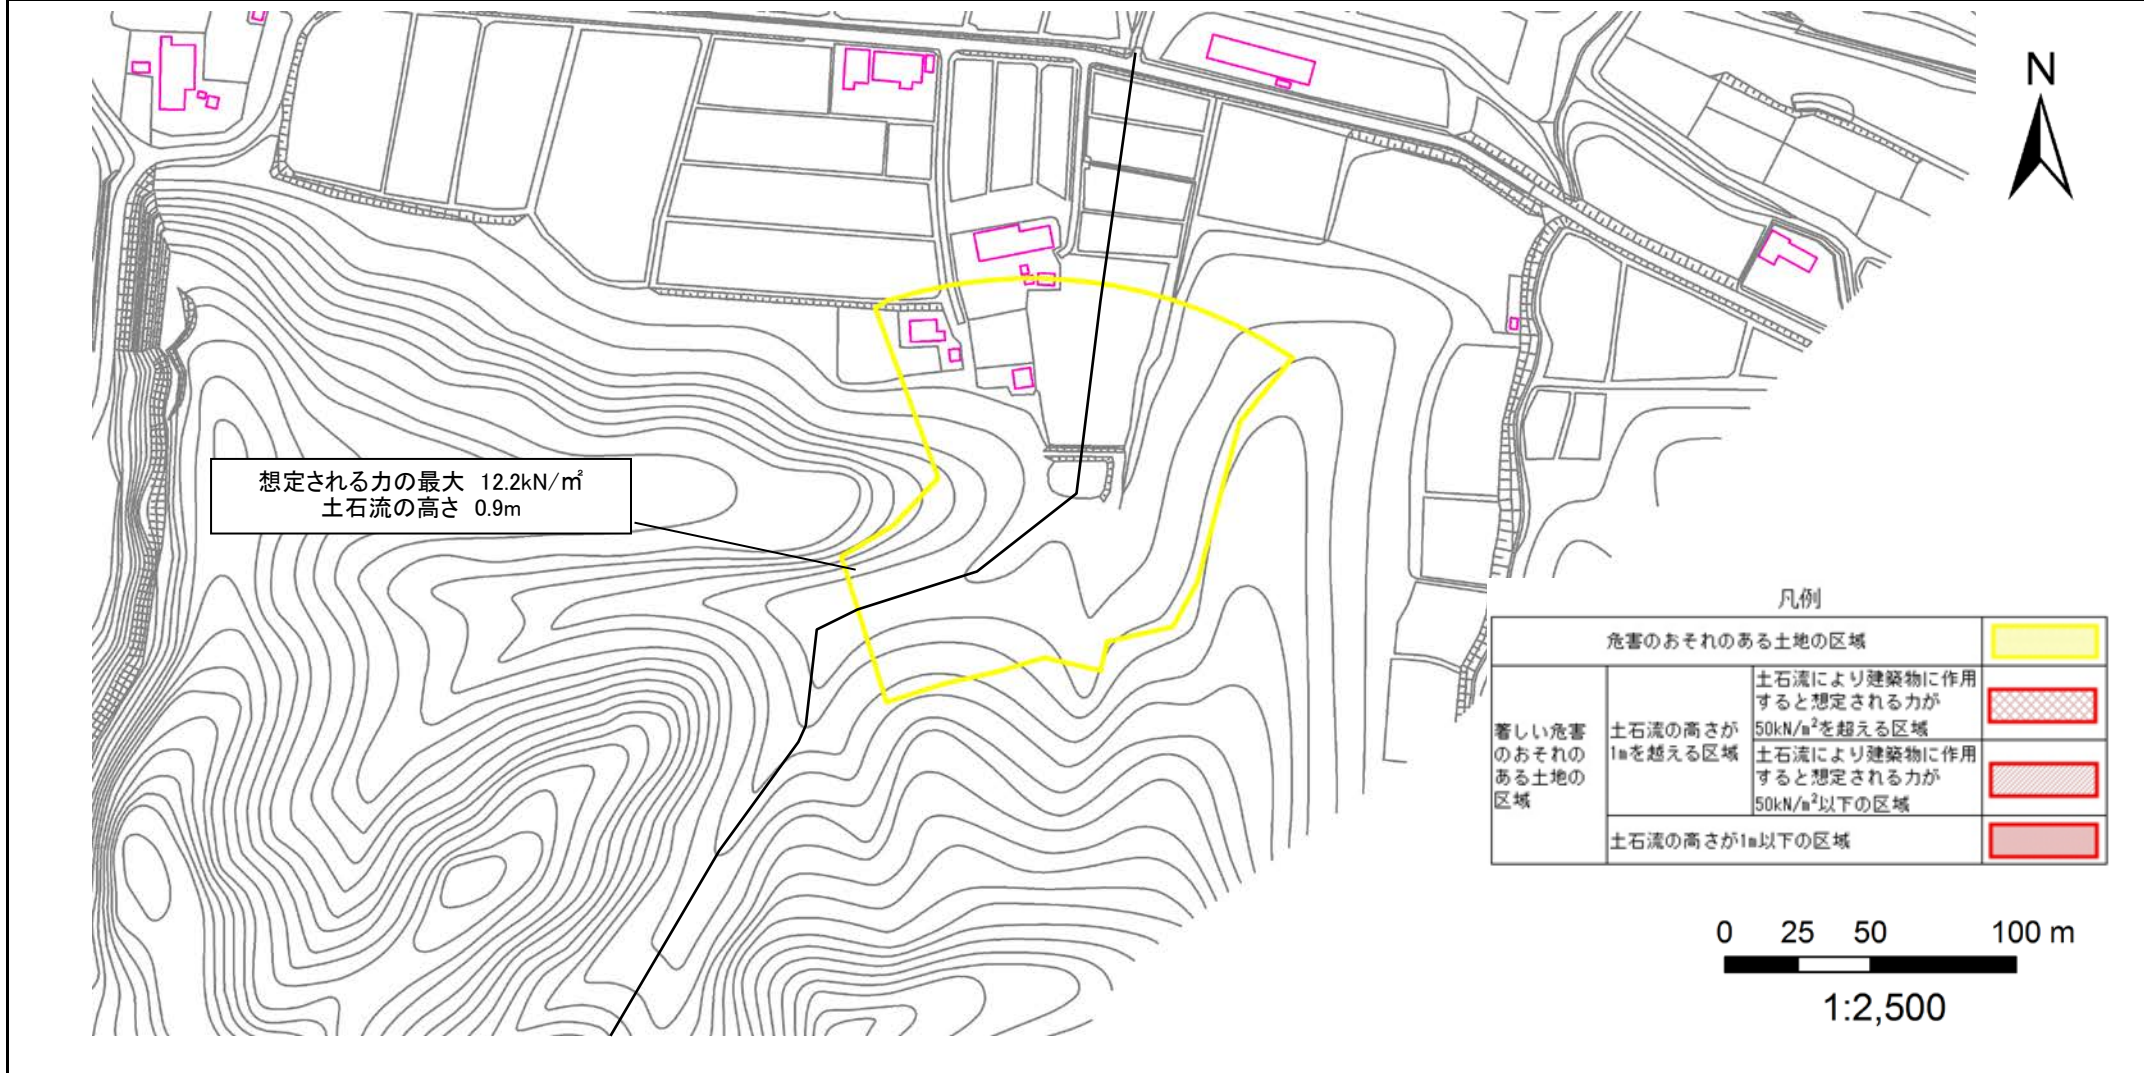 N
想定される力の最大 12.2kN/㎡
土石流の高さ 0.9m
凡例
危害のおそれのある土地の区域
著しい危害
のおそれの
ある土地の
区域
土石流の高さが
1mを越える区域
土石流により建築物に作用
すると想定される力が
50kN/m²を超える区域
土石流により建築物に作用
すると想定される力が
50kN/m²以下の区域
土石流の高さが1m以下の区域
0 25 50 100 m
1:2,500